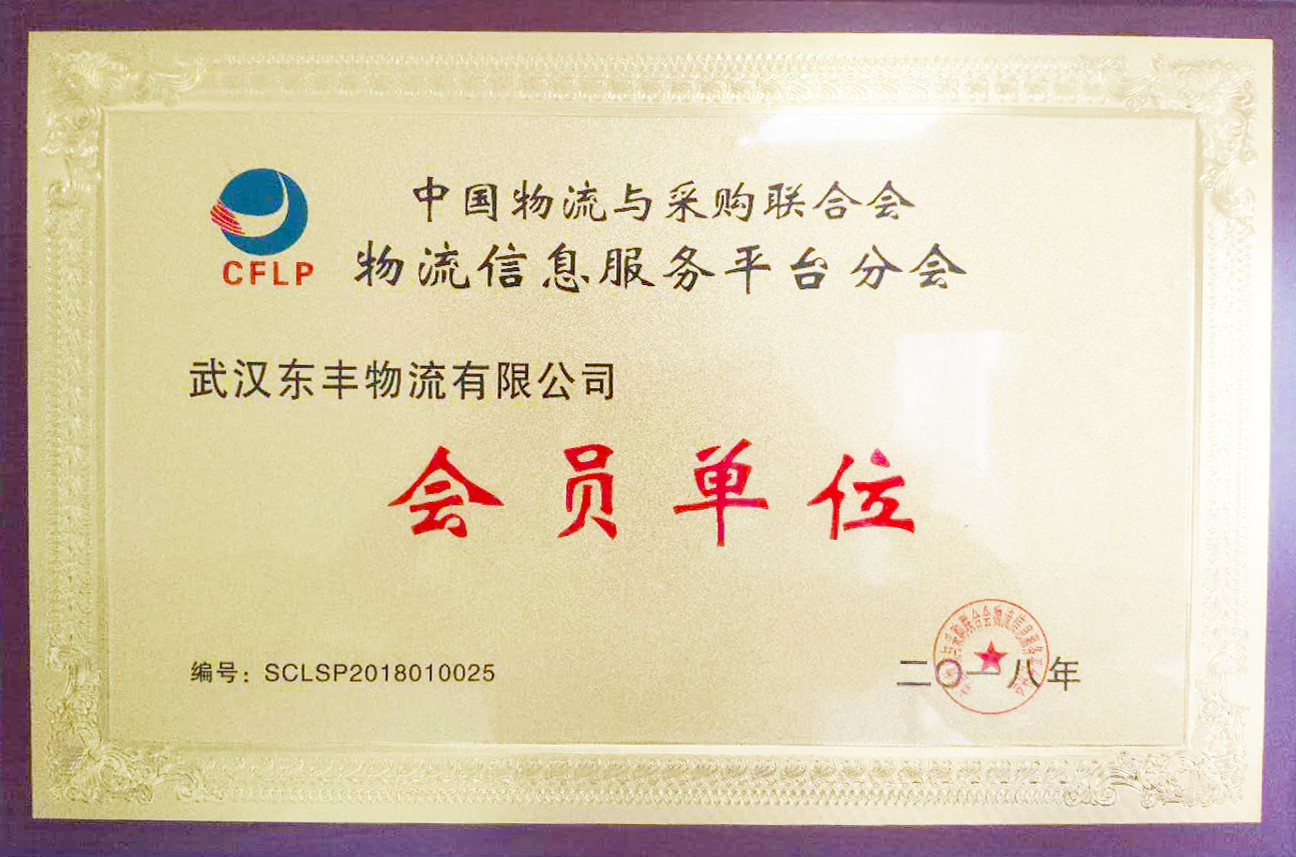 中国物流与采购联合会
CFLP
物流信息服务平台分会
武汉东丰物流有限公司
会员单位
编号：SCLSP2018010025
二〇一八年